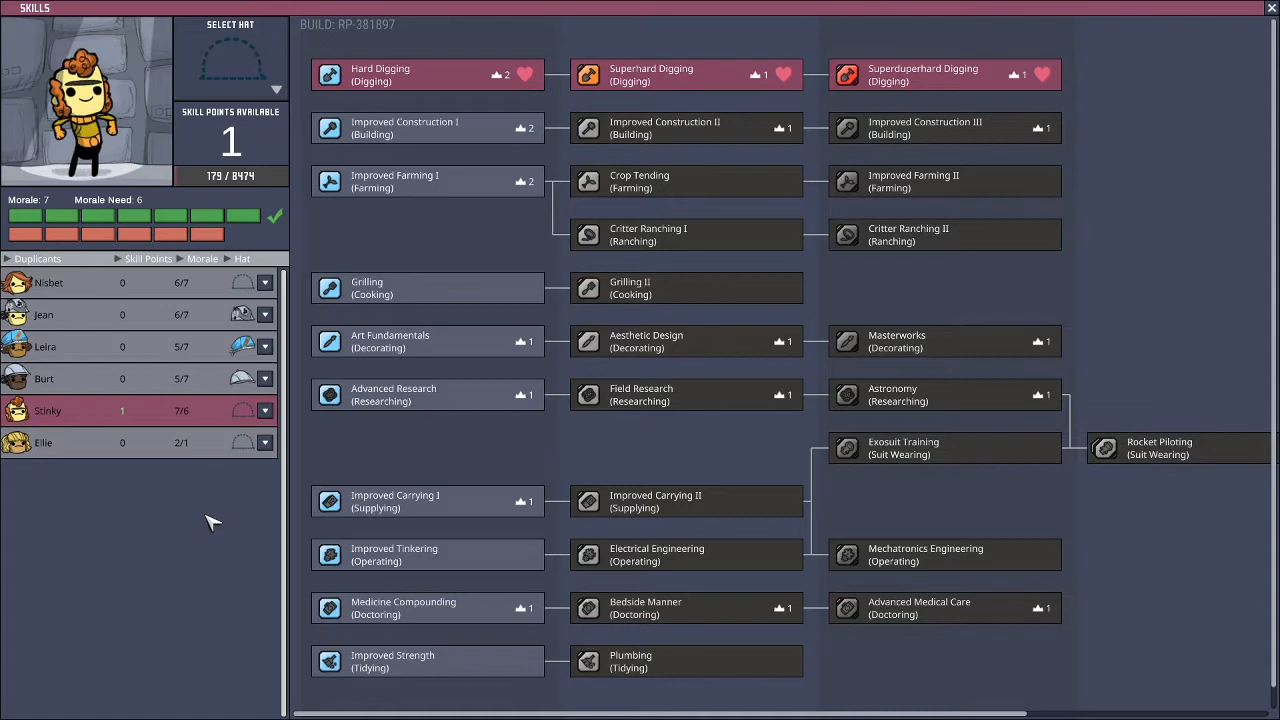 SKILLS
SELECT HAT
SKILL POINTS AVAILABLE
1
179 / 8474
Morale: 7 Morale Need: 6
Duplicants Skill Points Morale Hat
Nisbet 0 6/7
Jean 0 6/7
Leira 0 5/7
Burt 0 5/7
Stinky 1 7/6
Ellie 0 2/1
BUILD: RP-381897
Hard Digging
(Digging)
2
Superhard Digging
(Digging)
1
Superduperhard Digging
(Digging)
1
Improved Construction I
(Building)
2
Improved Construction II
(Building)
1
Improved Construction III
(Building)
1
Improved Farming I
(Farming)
2
Crop Tending
(Farming)
Improved Farming II
(Farming)
Critter Ranching I
(Ranching)
Critter Ranching II
(Ranching)
Grilling
(Cooking)
Grilling II
(Cooking)
Art Fundamentals
(Decorating)
1
Aesthetic Design
(Decorating)
1
Masterworks
(Decorating)
1
Advanced Research
(Researching)
1
Field Research
(Researching)
1
Astronomy
(Researching)
1
Exosuit Training
(Suit Wearing)
Rocket Piloting
(Suit Wearing)
Improved Carrying I
(Supplying)
1
Improved Carrying II
(Supplying)
Improved Tinkering
(Operating)
Electrical Engineering
(Operating)
Mechatronics Engineering
(Operating)
Medicine Compounding
(Doctoring)
1
Bedside Manner
(Doctoring)
1
Advanced Medical Care
(Doctoring)
1
Improved Strength
(Tidying)
Plumbing
(Tidying)